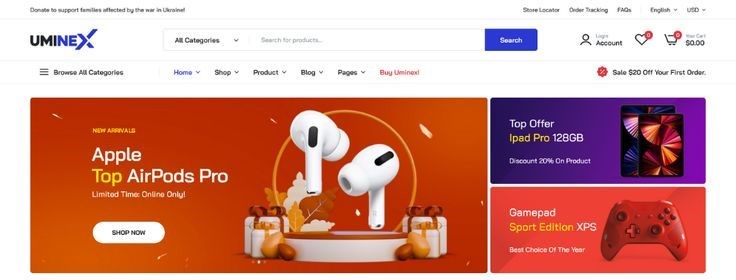 Donate to support families affected by the war in Ukraine!
Store Locator Order Tracking FAQs English USD
UMINEX
All Categories Search for products... Search
Login
Account
0
0
Your Cart
$0.00
Browse All Categories
Home Shop Product Blog Pages Buy Uminex!
Sale $20 Off Your First Order.
NEW ARRIVALS
Apple
Top AirPods Pro
Limited Time: Online Only!
SHOP NOW
Top Offer
Ipad Pro 128GB
Discount 20% On Product
Gamepad
Sport Edition XPS
Best Choice Of The Year